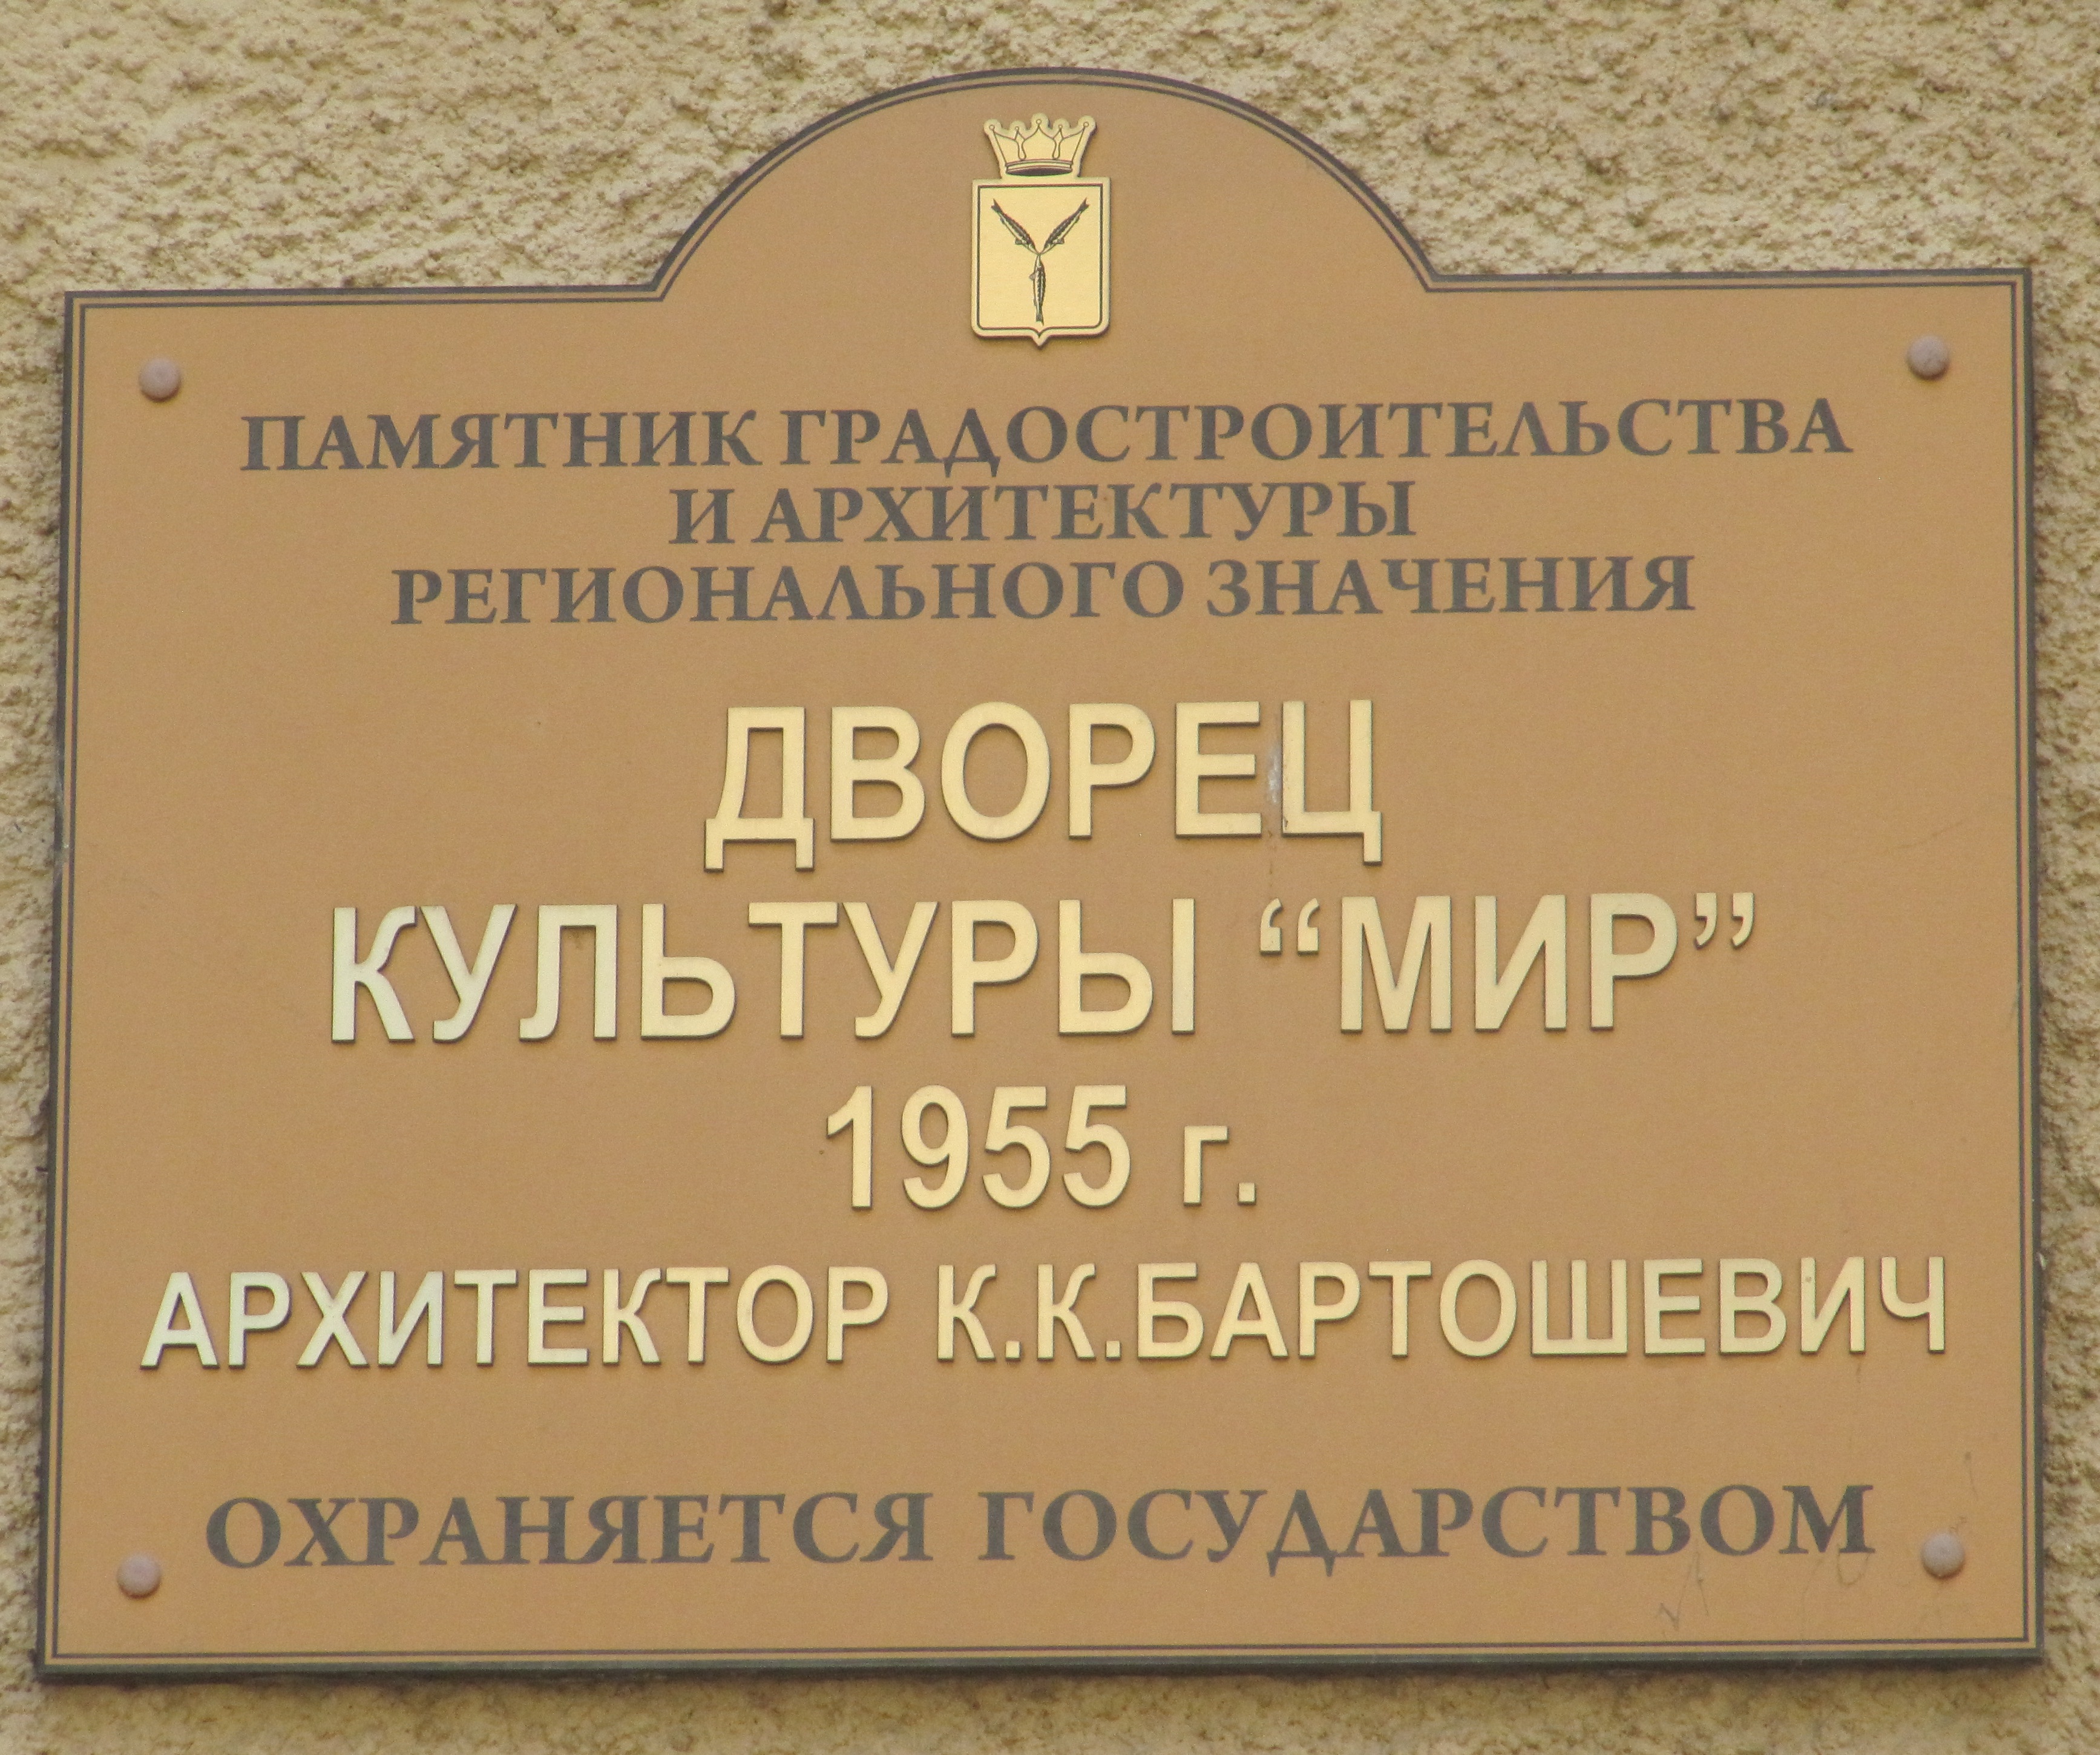 ПАМЯТНИК ГРАДОСТРОИТЕЛЬСТВА
И АРХИТЕКТУРЫ
РЕГИОНАЛЬНОГО ЗНАЧЕНИЯ
ДВОРЕЦ
КУЛЬТУРЫ “МИР”
1955 г.
АРХИТЕКТОР К.К.БАРТОШЕВИЧ
ОХРАНЯЕТСЯ ГОСУДАРСТВОМ